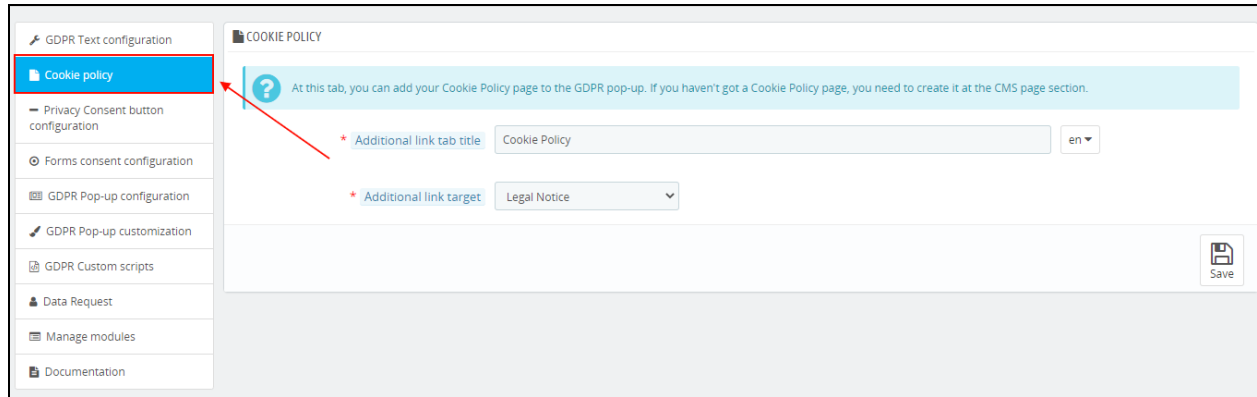 GDPR Text configuration
Cookie policy
Privacy Consent button
configuration
Forms consent configuration
GDPR Pop-up configuration
GDPR Pop-up customization
GDPR Custom scripts
Data Request
Manage modules
Documentation
COOKIE POLICY
At this tab, you can add your Cookie Policy page to the GDPR pop-up. If you haven't got a Cookie Policy page, you need to create it at the CMS page section.
* Additional link tab title Cookie Policy en
* Additional link target Legal Notice
Save